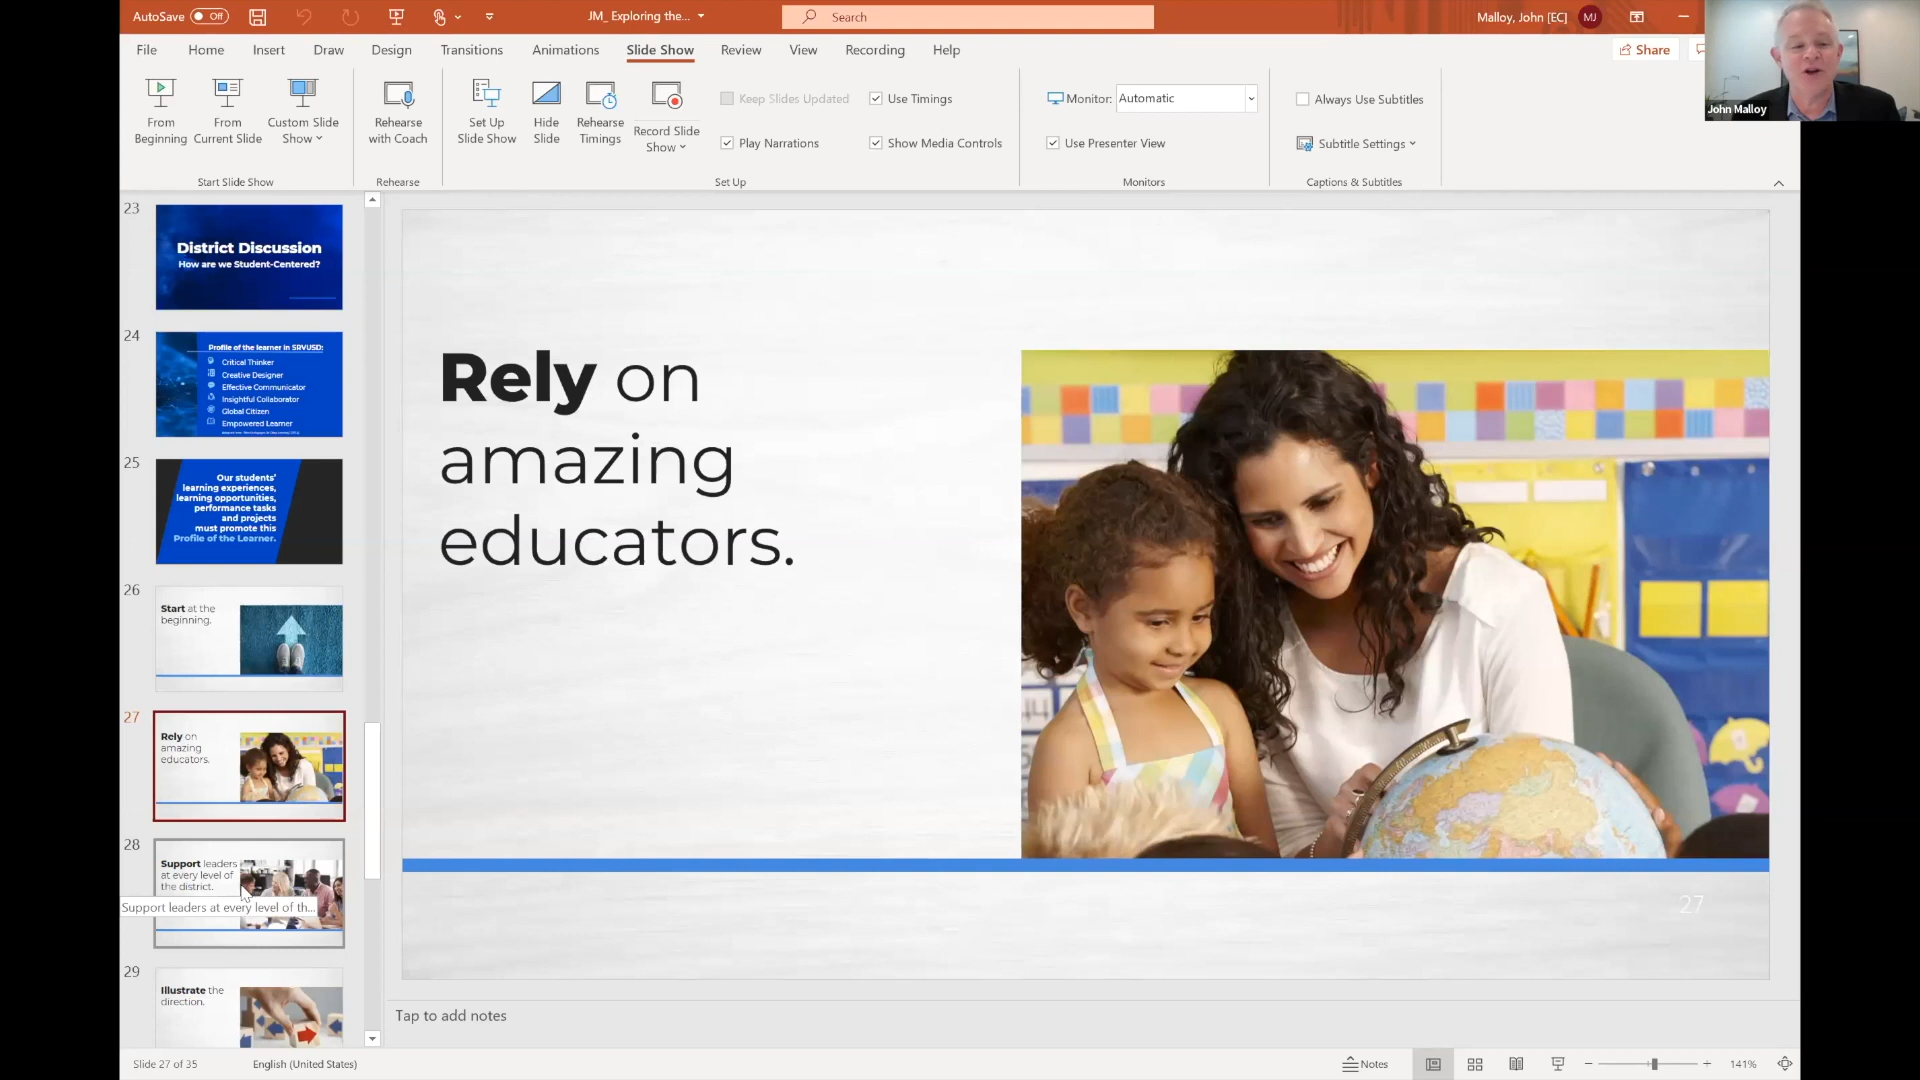 AutoSave Off
JM_ Exploring the...
Search
Malloy, John [EC] MJ
John Malloy
File Home Insert Draw Design Transitions Animations Slide Show Review View Recording Help
Share
From Beginning
From Current Slide
Custom Slide Show
Start Slide Show
Rehearse with Coach
Rehearse
Set Up Slide Show
Hide Slide
Rehearse Timings
Record Slide Show
Keep Slides Updated
Play Narrations
Use Timings
Show Media Controls
Set Up
Monitor: Automatic
Use Presenter View
Monitors
Always Use Subtitles
Subtitle Settings
Captions & Subtitles
23
District Discussion
How are we Student-Centered?
24
Profile of the learner in SRVUSD:
Critical Thinker
Creative Designer
Effective Communicator
Insightful Collaborator
Global Citizen
Empowered Learner
25
Our students'
learning experiences,
learning opportunities,
performance tasks
and projects
must promote this
Profile of the Learner.
26
Start at the
beginning.
27
Rely on
amazing
educators.
28
Support leaders
at every level of
the district.
Support leaders at every level of th...
29
Illustrate the
direction.
Rely on
amazing
educators.
27
Tap to add notes
Slide 27 of 35
English (United States)
Notes
141%